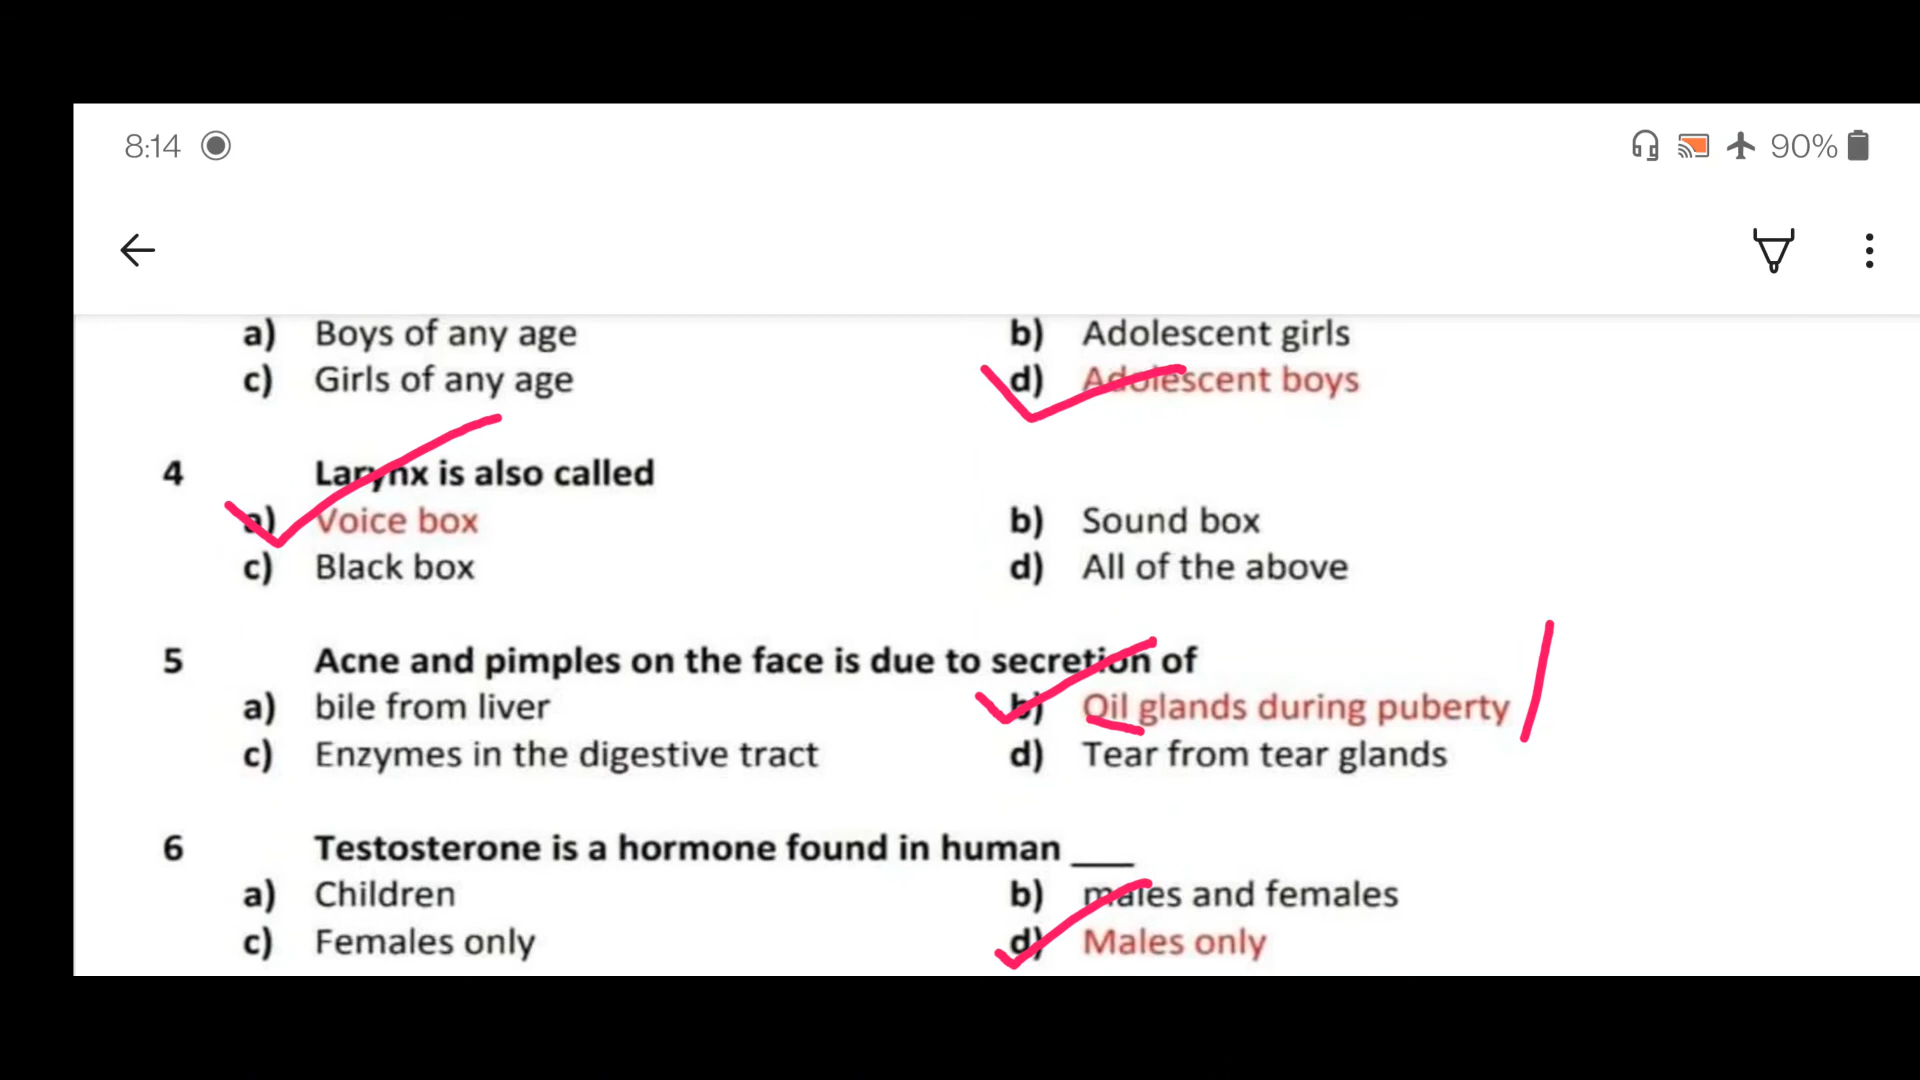 8:14 90%
a) Boys of any age b) Adolescent girls
c) Girls of any age d) Adolescent boys
4 Larynx is also called
a) Voice box b) Sound box
c) Black box d) All of the above
5 Acne and pimples on the face is due to secretion of
a) bile from liver b) Oil glands during puberty
c) Enzymes in the digestive tract d) Tear from tear glands
6 Testosterone is a hormone found in human ___
a) Children b) males and females
c) Females only d) Males only